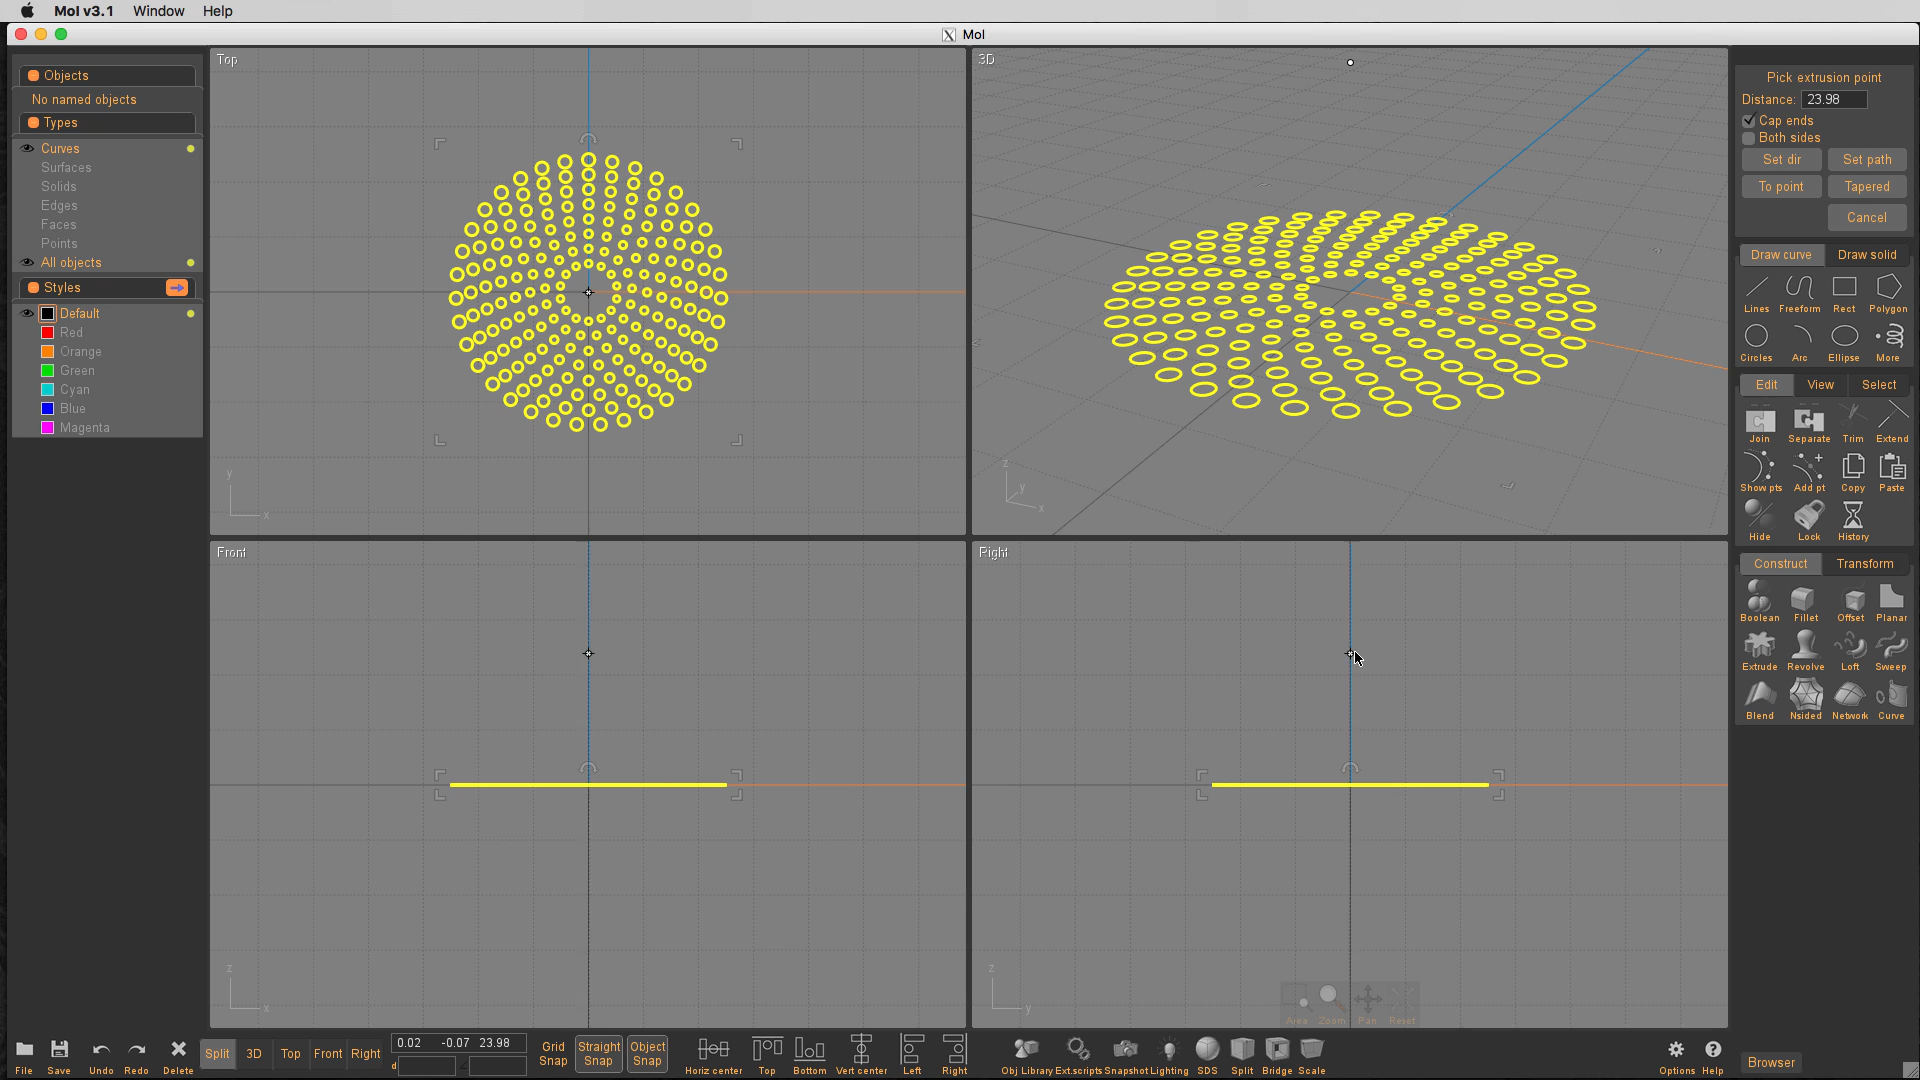 MoI v3.1 Window Help
MoI
Objects
No named objects
Types
Curves
Surfaces
Solids
Edges
Faces
Points
All objects
Styles
Default
Red
Orange
Green
Cyan
Blue
Magenta
Top
y
x
3D
z
y
x
Front
z
x
Right
z
y
Area Zoom Pan Reset
Pick extrusion point
Distance: 23.98
Cap ends
Both sides
Set dir Set path
To point Tapered
Cancel
Draw curve Draw solid
Lines Freeform Rect Polygon
Circles Arc Ellipse More
Edit View Select
Join Separate Trim Extend
Show pts Add pt Copy Paste
Hide Lock History
Construct Transform
Boolean Fillet Offset Planar
Extrude Revolve Loft Sweep
Blend Nsided Network Curve
File Save Undo Redo Delete
Split 3D Top Front Right
0.02 -0.07 23.98
d
Grid Snap
Straight Snap
Object Snap
Horiz center Top Bottom Vert center Left Right
Obj Library Ext.scripts Snapshot Lighting SDS Split Bridge Scale
Options Help
Browser